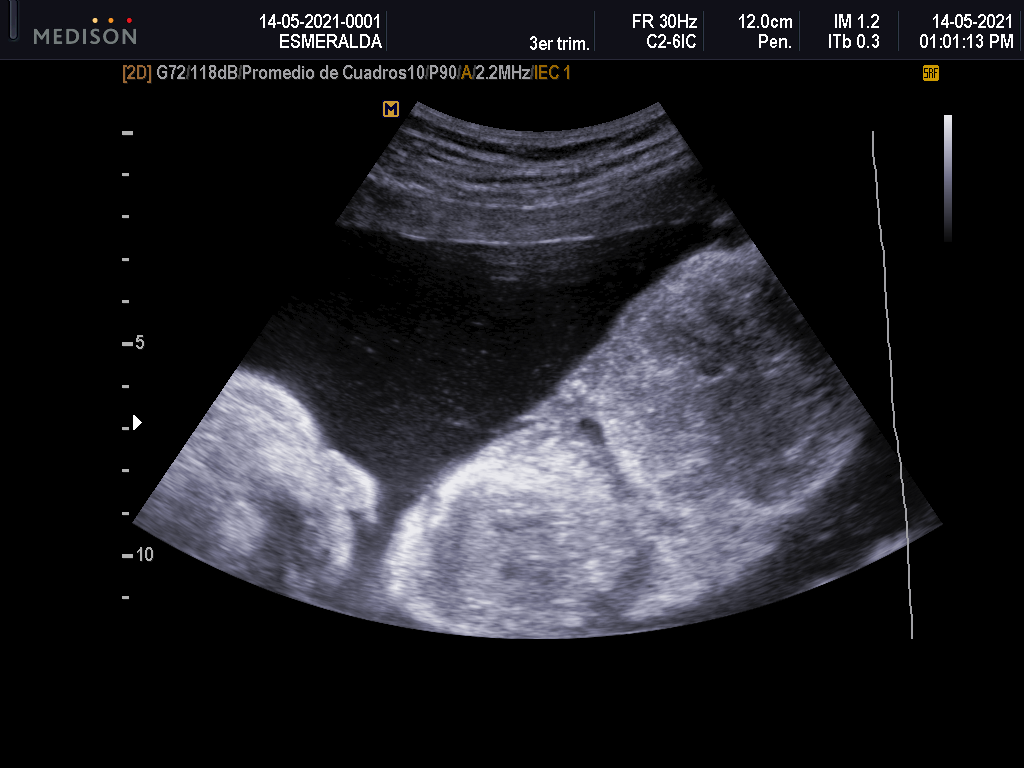 MEDISON
14-05-2021-0001
ESMERALDA
3er trim.
FR 30Hz
C2-6IC
12.0cm
Pen.
IM 1.2
ITb 0.3
14-05-2021
01:01:13 PM
[2D] G72/118dB/Promedio de Cuadros10/P90/A/2.2MHz/IEC 1
SRF
M
5
10